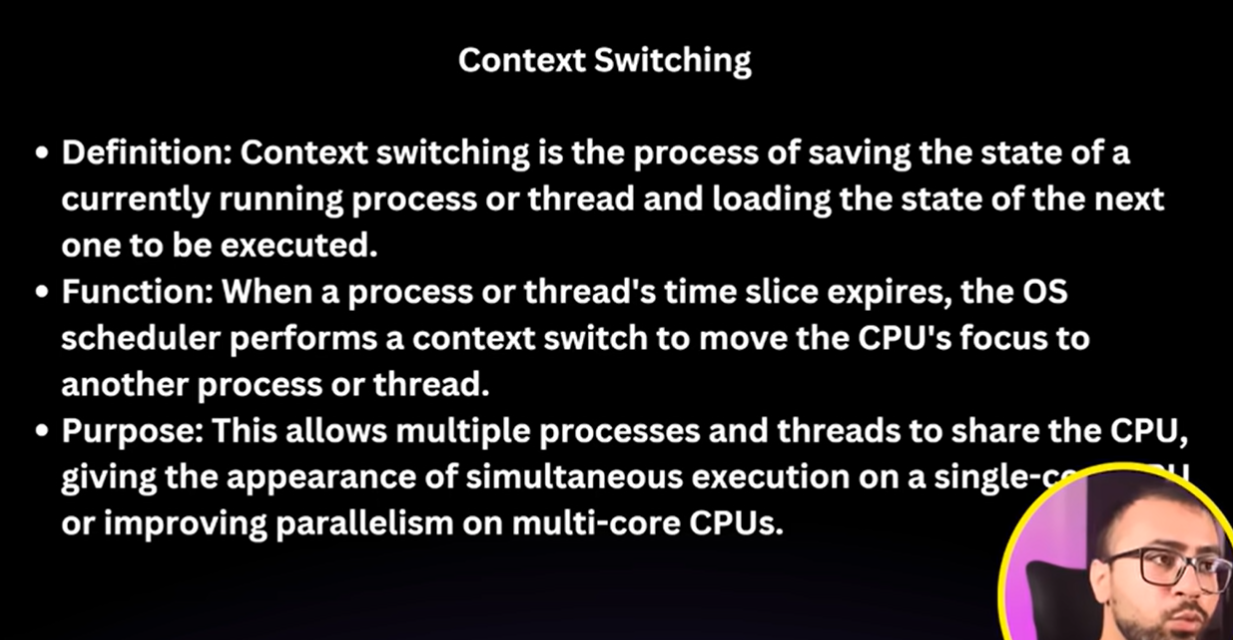 Context Switching
• Definition: Context switching is the process of saving the state of a
currently running process or thread and loading the state of the next
one to be executed.
• Function: When a process or thread's time slice expires, the OS
scheduler performs a context switch to move the CPU's focus to
another process or thread.
• Purpose: This allows multiple processes and threads to share the CPU,
giving the appearance of simultaneous execution on a
or improving parallelism on multi-core CPUs.